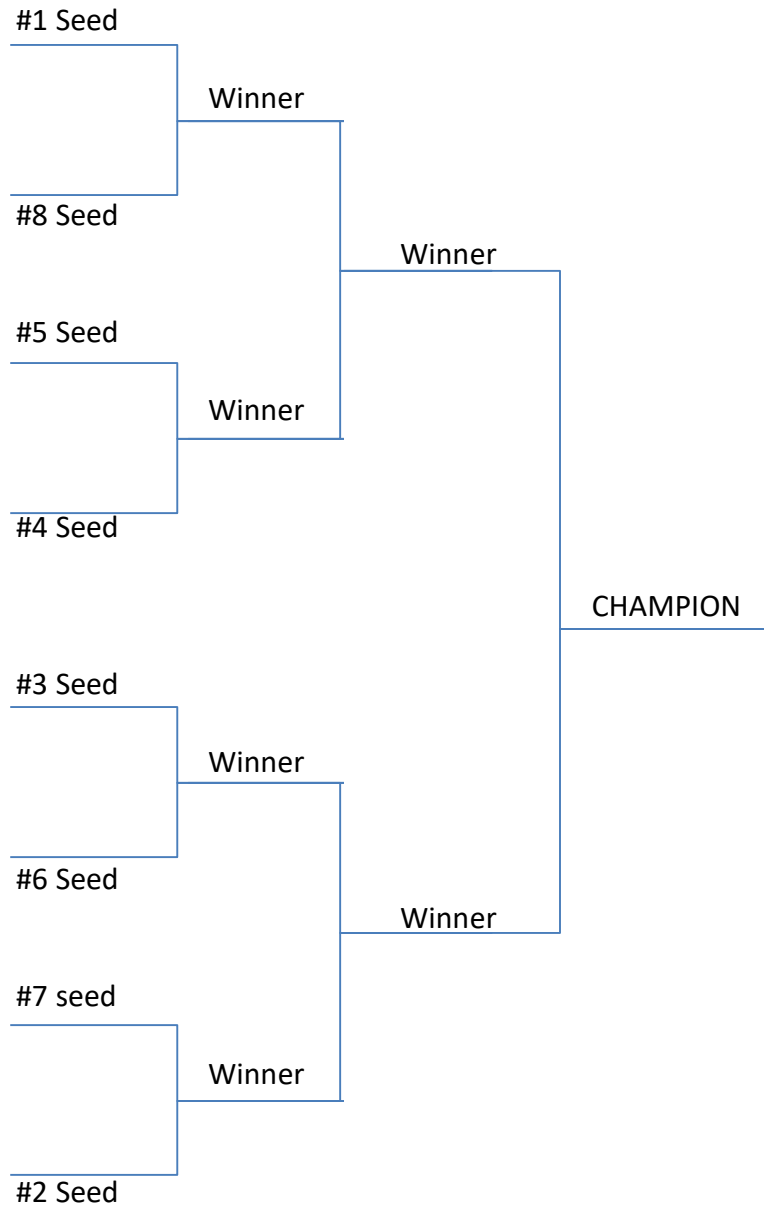 #1 Seed
Winner
#8 Seed
Winner
#5 Seed
Winner
#4 Seed
CHAMPION
#3 Seed
Winner
#6 Seed
Winner
#7 seed
Winner
#2 Seed